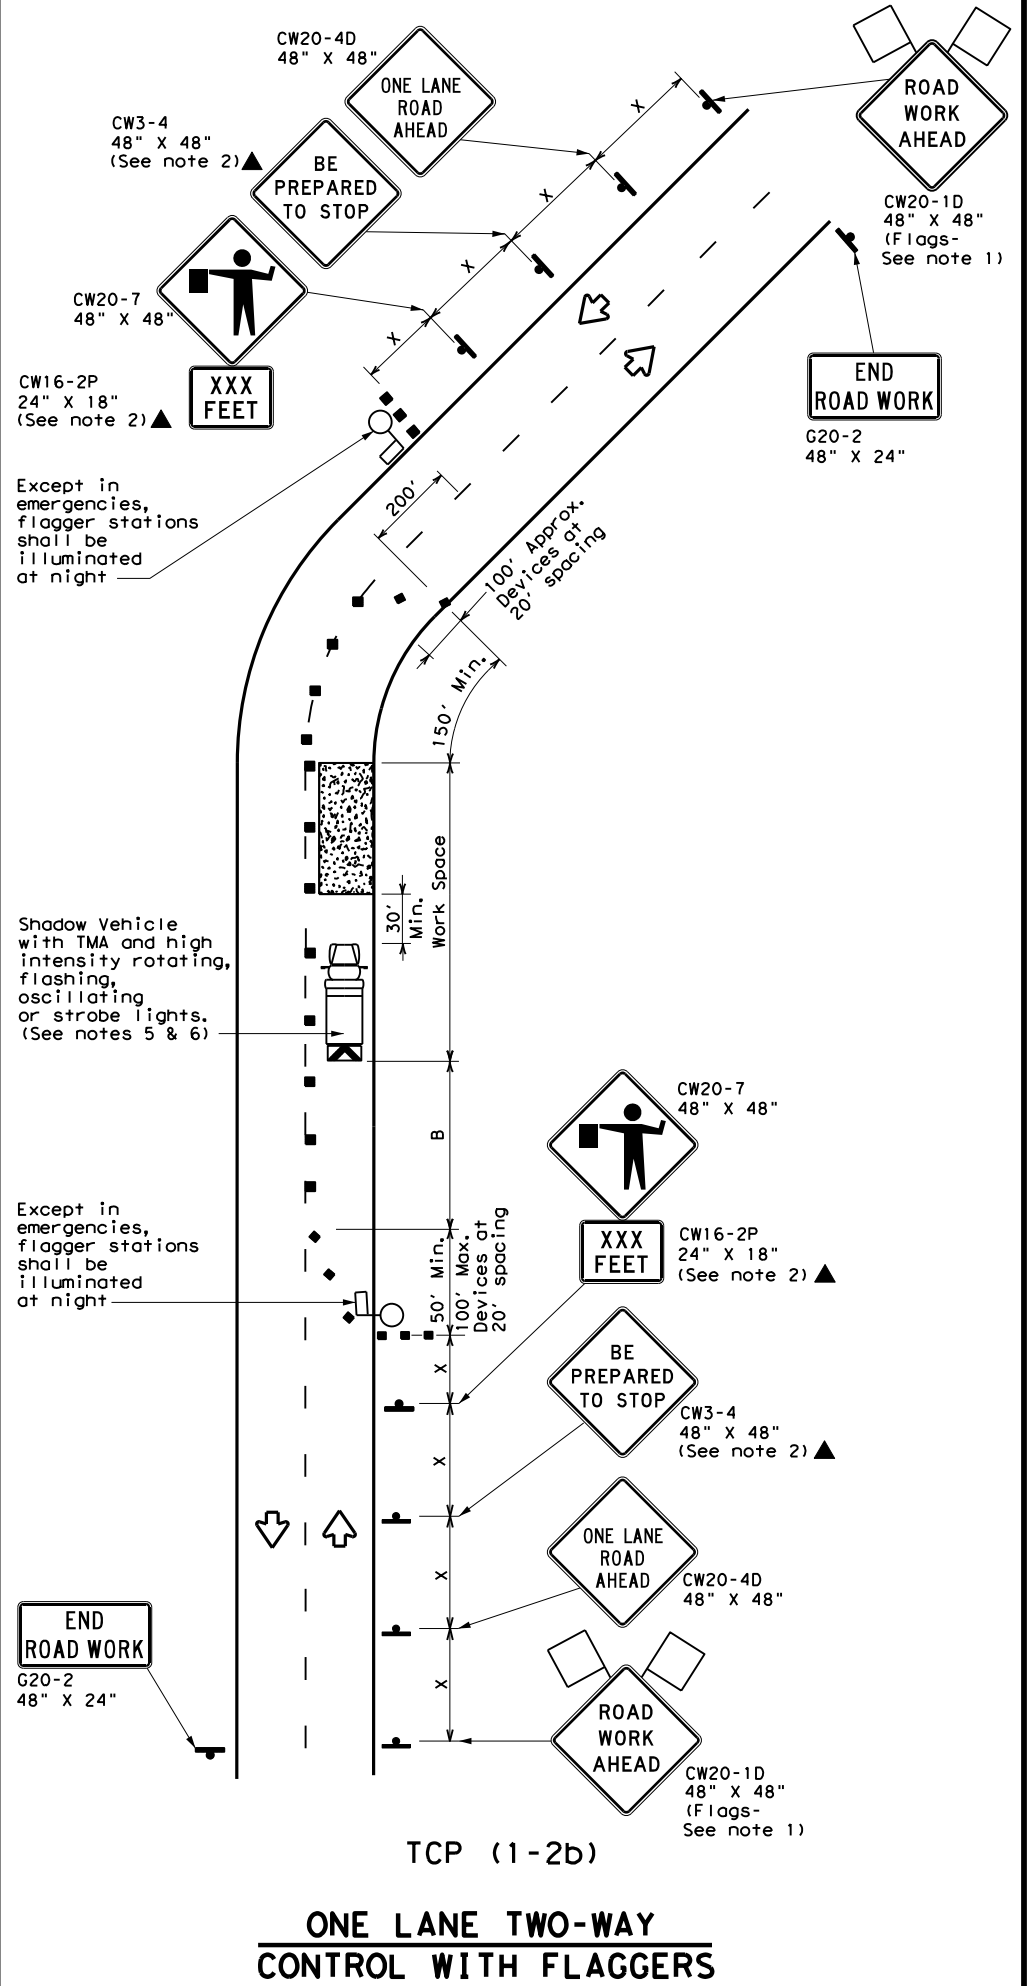 CW20-4D
48" X 48"
ONE LANE
ROAD
AHEAD
ROAD
WORK
AHEAD
CW20-1D
48" X 48"
(Flags-
See note 1)
CW3-4
48" X 48"
(See note 2)
BE
PREPARED
TO STOP
CW20-7
48" X 48"
CW16-2P
24" X 18"
(See note 2)
XXX
FEET
X
X
X
X
END
ROAD WORK
G20-2
48" X 24"
Except in
emergencies,
flagger stations
shall be
illuminated
at night
200'
100' Approx.
Devices at
20' spacing
150' Min.
Work Space
30'
Min.
Shadow Vehicle
with TMA and high
intensity rotating,
flashing,
oscillating
or strobe lights.
(See notes 5 & 6)
B
CW20-7
48" X 48"
XXX
FEET
CW16-2P
24" X 18"
(See note 2)
Except in
emergencies,
flagger stations
shall be
illuminated
at night
50' Min.
100' Max.
Devices at
20' spacing
X
X
X
X
BE
PREPARED
TO STOP
CW3-4
48" X 48"
(See note 2)
ONE LANE
ROAD
AHEAD
CW20-4D
48" X 48"
END
ROAD WORK
G20-2
48" X 24"
ROAD
WORK
AHEAD
CW20-1D
48" X 48"
(Flags-
See note 1)
TCP (1-2b)
ONE LANE TWO-WAY
CONTROL WITH FLAGGERS